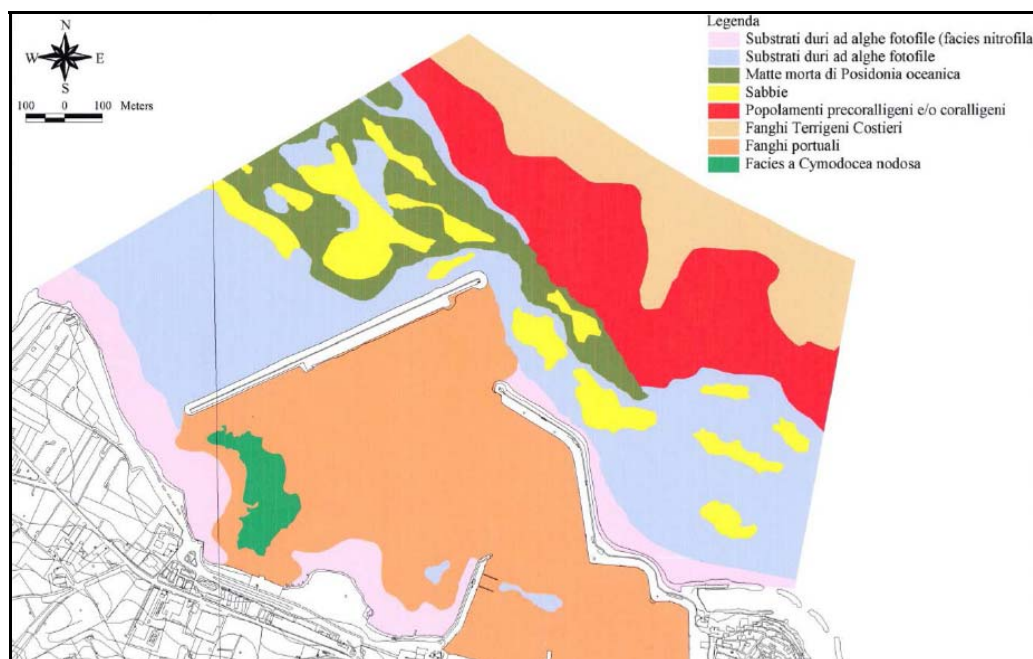 N
W E
S
100 0 100 Meters
Legenda
Substrati duri ad alghe fotofile (facies nitrofila
Substrati duri ad alghe fotofile
Matte morta di Posidonia oceanica
Sabbie
Popolamenti precoralligeni e/o coralligeni
Fanghi Terrigeni Costieri
Fanghi portuali
Facies a Cymodocea nodosa